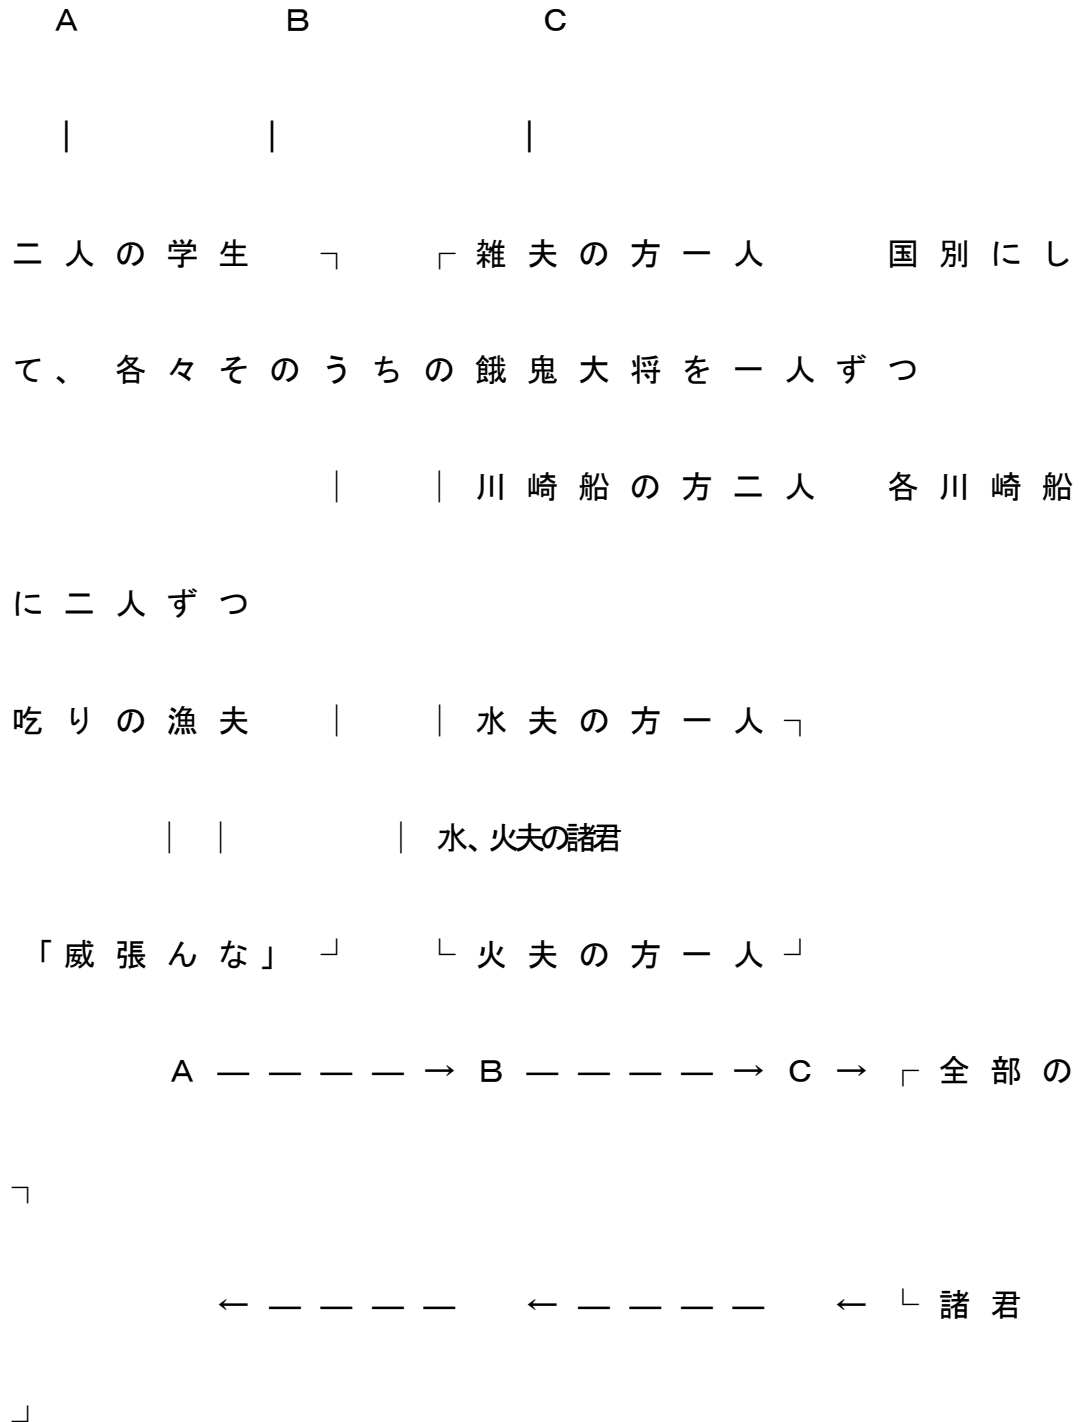 Ａ　　　　Ｂ　　　　　Ｃ
｜　　　　｜　　　　　｜
二人の学生　┐　┌雑夫の方一人　　国別にし
て、各々そのうちの餓鬼大将を一人ずつ
│　│川崎船の方二人　各川崎船
に二人ずつ
吃りの漁夫　│　│水夫の方一人┐
│　│　　　│　水、火夫の諸君
「威張んな」┘　└火夫の方一人┘
Ａ————→Ｂ————→Ｃ→┌全部の
┐
←————　←————　←└諸君
┘